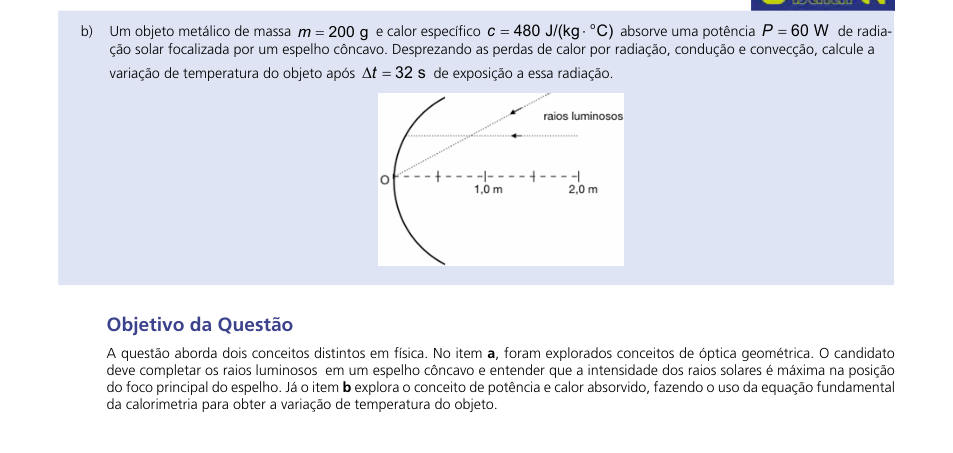 b) Um objeto metálico de massa m = 200 g e calor específico c = 480 J/(kg · °C) absorve uma potência P = 60 W de radia-
ção solar focalizada por um espelho côncavo. Desprezando as perdas de calor por radiação, condução e convecção, calcule a
variação de temperatura do objeto após Δt = 32 s de exposição a essa radiação.
raios luminosos
O
1,0 m 2,0 m
Objetivo da Questão
A questão aborda dois conceitos distintos em física. No item a, foram explorados conceitos de óptica geométrica. O candidato
deve completar os raios luminosos em um espelho côncavo e entender que a intensidade dos raios solares é máxima na posição
do foco principal do espelho. Já o item b explora o conceito de potência e calor absorvido, fazendo o uso da equação fundamental
da calorimetria para obter a variação de temperatura do objeto.